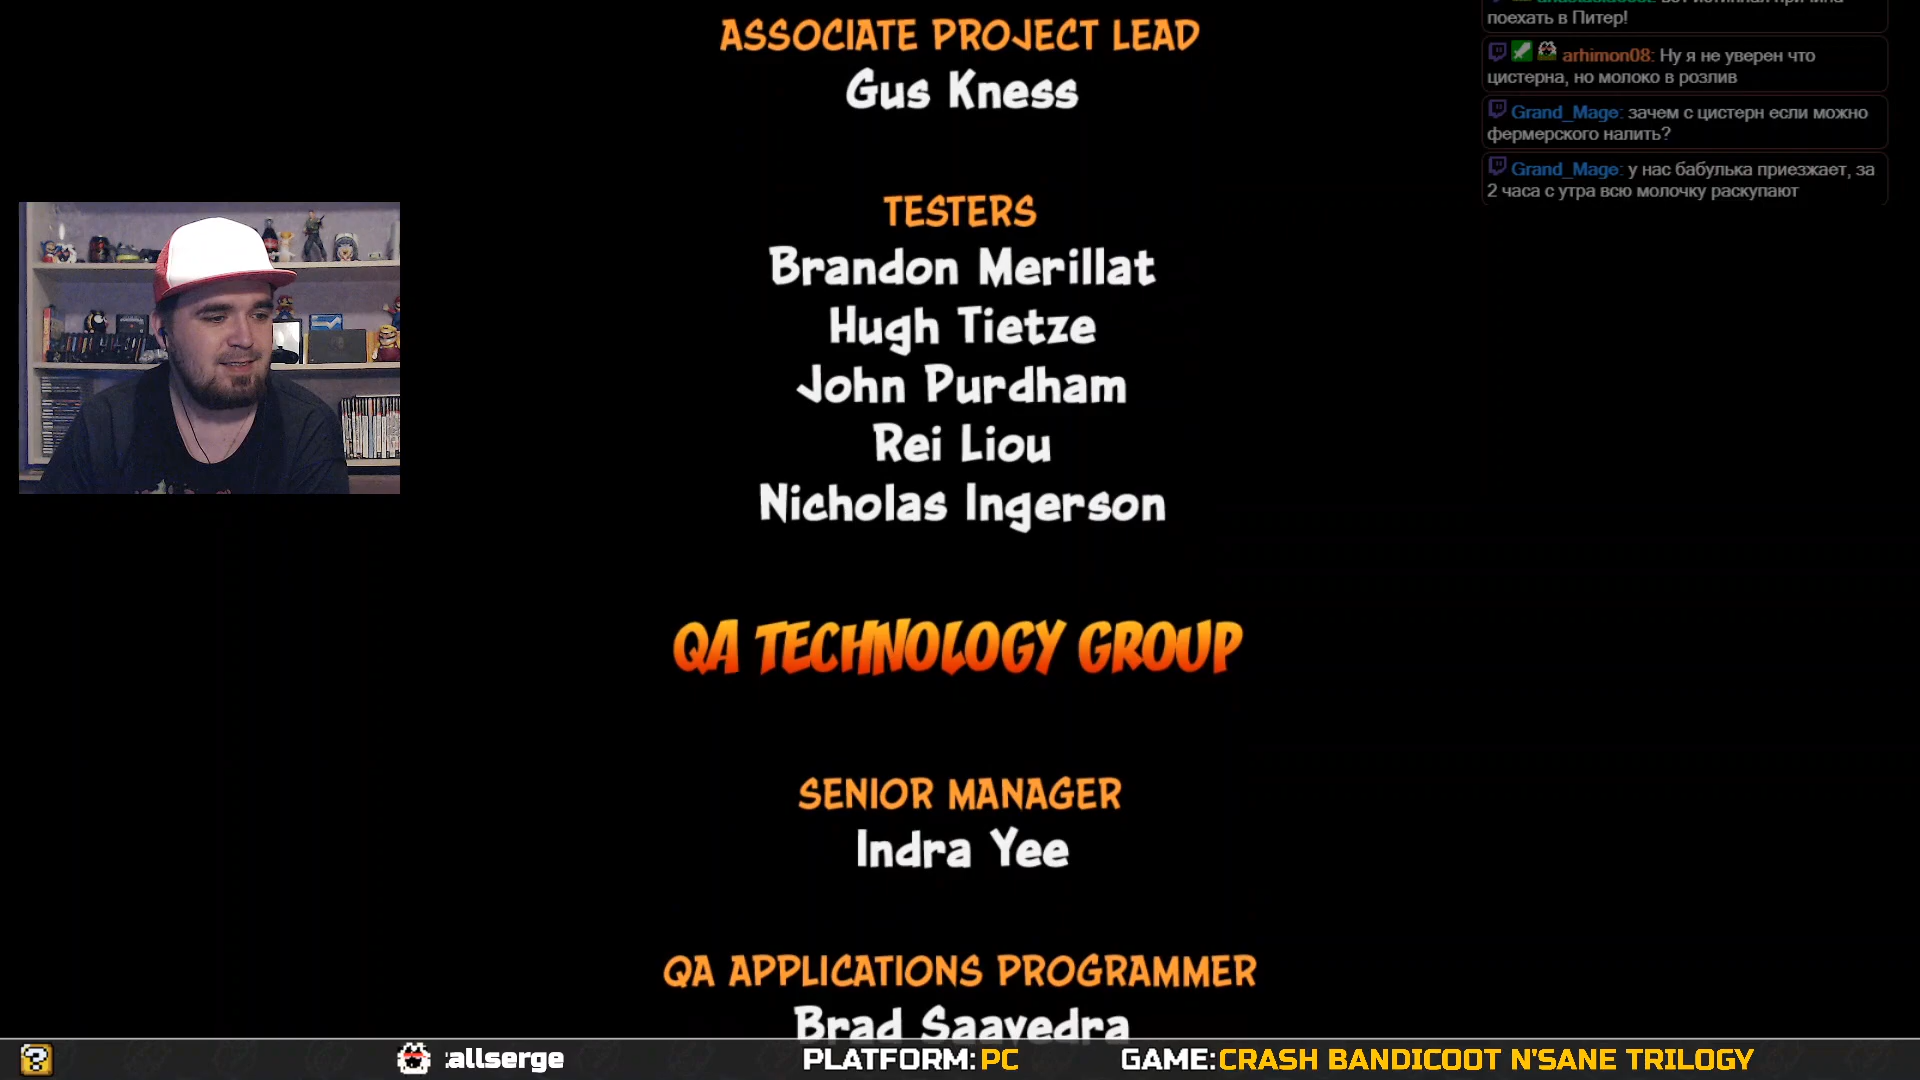 ASSOCIATE PROJECT LEAD
Gus Kness
TESTERS
Brandon Merillat
Hugh Tietze
John Purdham
Rei Liou
Nicholas Ingerson
QA TECHNOLOGY GROUP
SENIOR MANAGER
Indra Yee
QA APPLICATIONS PROGRAMMER
Brad Saavedra
поехать в Питер!
arhimon08: Ну я не уверен что
цистерна, но молоко в розлив
Grand_Mage: зачем с цистерн если можно
фермерского налить?
Grand_Mage: у нас бабулька приезжает, за
2 часа с утра всю молочку раскупают
:allserge
PLATFORM: PC
GAME: CRASH BANDICOOT N'SANE TRILOGY